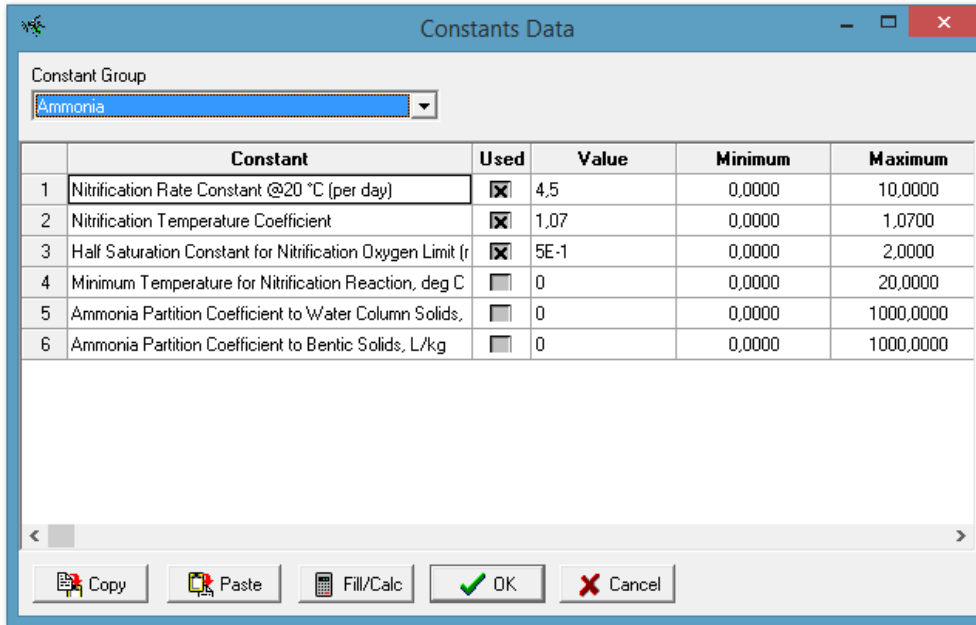 Constants Data
Constant Group
Ammonia
Constant Used Value Minimum Maximum
1 Nitrification Rate Constant @20 °C (per day) 4,5 0,0000 10,0000
2 Nitrification Temperature Coefficient 1,07 0,0000 1,0700
3 Half Saturation Constant for Nitrification Oxygen Limit (r 5E-1 0,0000 2,0000
4 Minimum Temperature for Nitrification Reaction, deg C 0 0,0000 20,0000
5 Ammonia Partition Coefficient to Water Column Solids, 0 0,0000 1000,0000
6 Ammonia Partition Coefficient to Bentic Solids, L/kg 0 0,0000 1000,0000
Copy Paste Fill/Calc OK Cancel